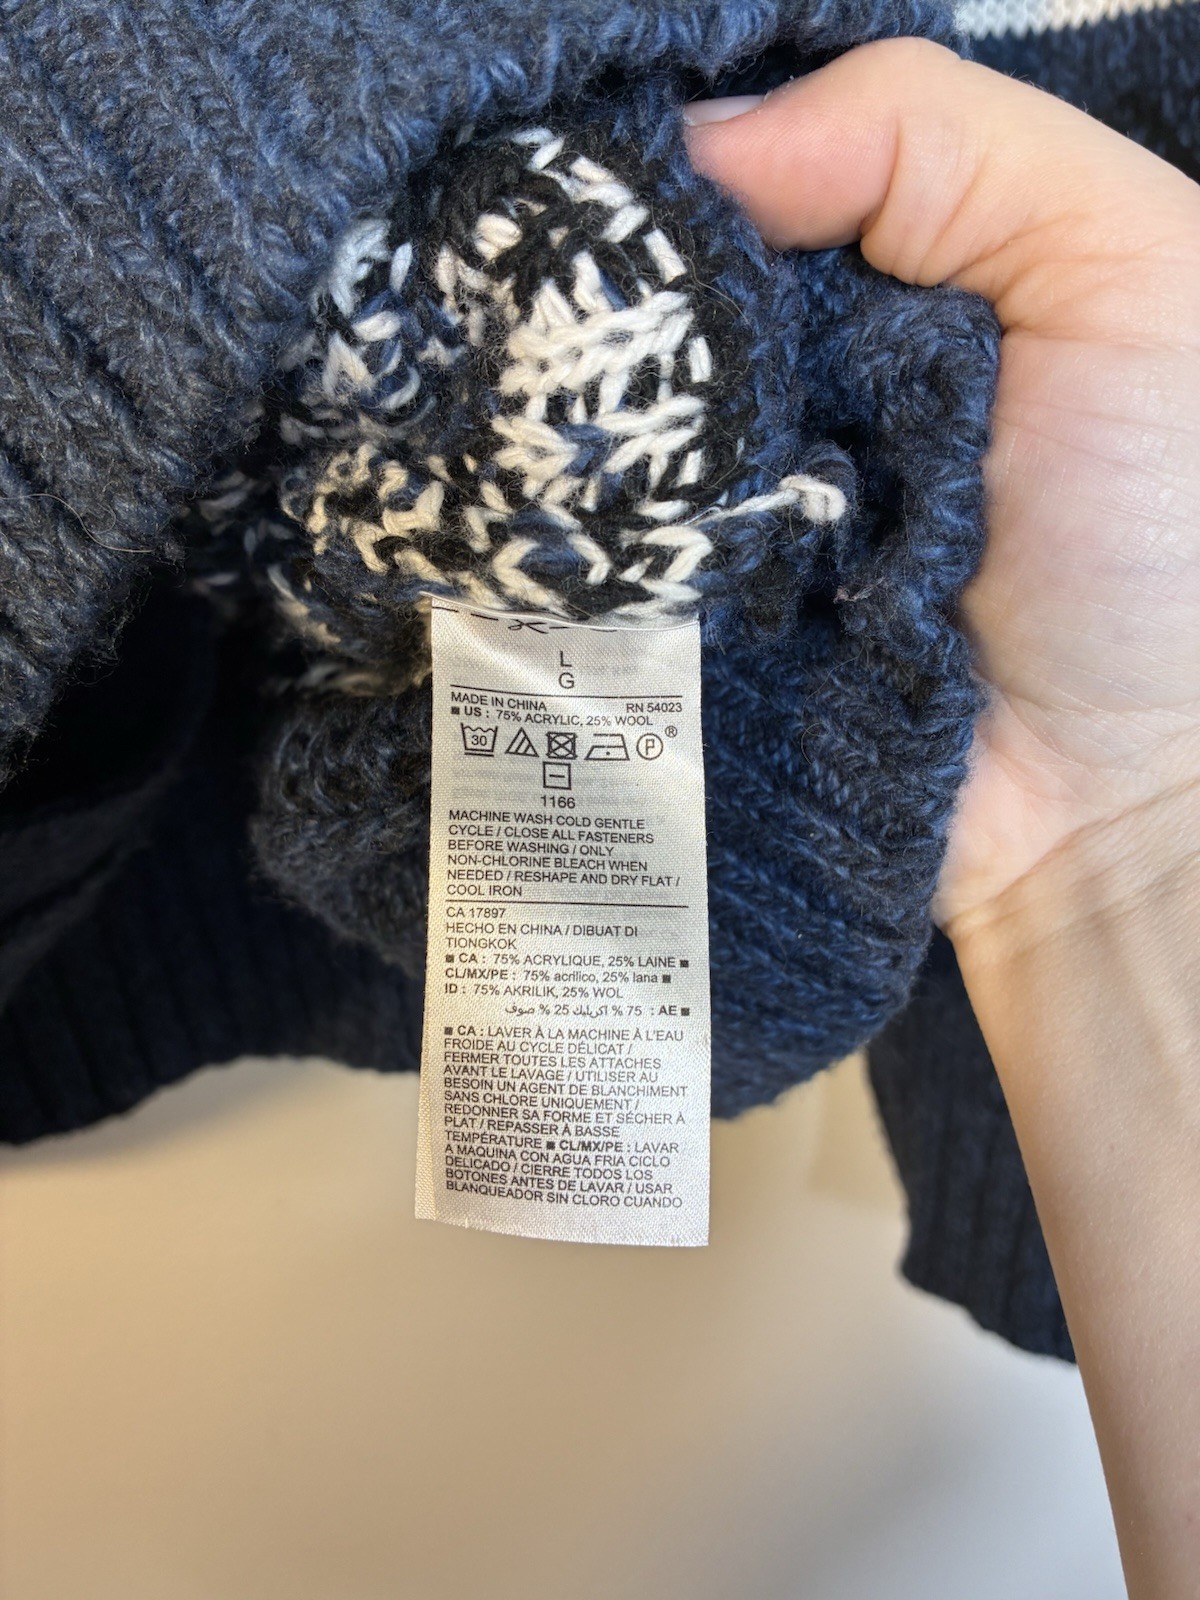 L
G
MADE IN CHINA RN 54023
■ US : 75% ACRYLIC, 25% WOOL
30 P ®
1166
MACHINE WASH COLD GENTLE
CYCLE / CLOSE ALL FASTENERS
BEFORE WASHING / ONLY
NON-CHLORINE BLEACH WHEN
NEEDED / RESHAPE AND DRY FLAT /
COOL IRON
CA 17897
HECHO EN CHINA / DIBUAT DI
TIONGKOK
■ CA : 75% ACRYLIQUE, 25% LAINE ■
CL/MX/PE : 75% acrílico, 25% lana ■
ID : 75% AKRILIK, 25% WOL
■ AE : 75 % اكريليك 25 % صوف
■ CA : LAVER À LA MACHINE À L'EAU
FROIDE AU CYCLE DÉLICAT /
FERMER TOUTES LES ATTACHES
AVANT LE LAVAGE / UTILISER AU
BESOIN UN AGENT DE BLANCHIMENT
SANS CHLORE UNIQUEMENT /
REDONNER SA FORME ET SÉCHER À
PLAT / REPASSER À BASSE
TEMPÉRATURE ■ CL/MX/PE : LAVAR
A MAQUINA CON AGUA FRIA CICLO
DELICADO / CIERRE TODOS LOS
BOTONES ANTES DE LAVAR / USAR
BLANQUEADOR SIN CLORO CUANDO